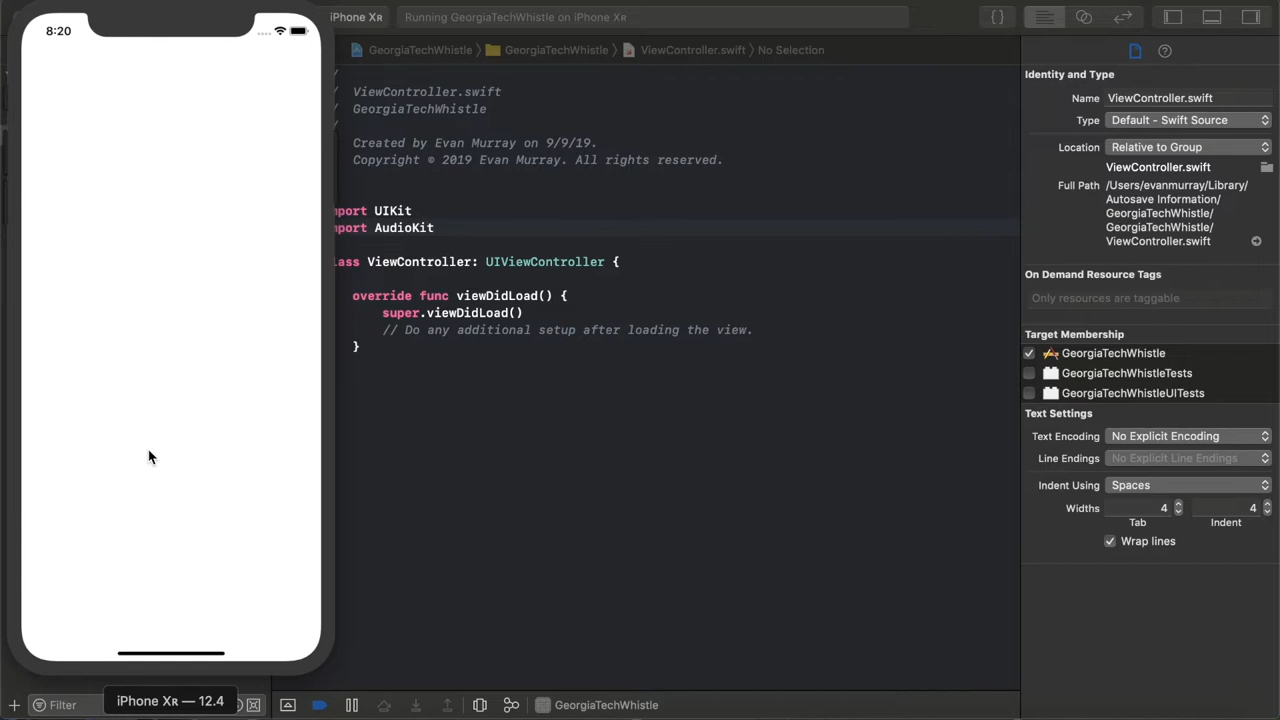 8:20
iPhone XR
Running GeorgiaTechWhistle on iPhone XR
GeorgiaTechWhistle
GeorgiaTechWhistle
ViewController.swift
No Selection
/
/  ViewController.swift
/  GeorgiaTechWhistle
/
Created by Evan Murray on 9/9/19.
Copyright © 2019 Evan Murray. All rights reserved.
mport UIKit
mport AudioKit
lass ViewController: UIViewController {
override func viewDidLoad() {
super.viewDidLoad()
// Do any additional setup after loading the view.
}
Filter
iPhone XR — 12.4
GeorgiaTechWhistle
Identity and Type
Name ViewController.swift
Type Default - Swift Source
Location Relative to Group
ViewController.swift
Full Path /Users/evanmurray/Library/
Autosave Information/
GeorgiaTechWhistle/
GeorgiaTechWhistle/
ViewController.swift
On Demand Resource Tags
Only resources are taggable
Target Membership
GeorgiaTechWhistle
GeorgiaTechWhistleTests
GeorgiaTechWhistleUITests
Text Settings
Text Encoding No Explicit Encoding
Line Endings No Explicit Line Endings
Indent Using Spaces
Widths 4 4
Tab Indent
Wrap lines